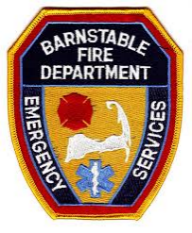 BARNSTABLE
FIRE
DEPARTMENT
EMERGENCY
SERVICES